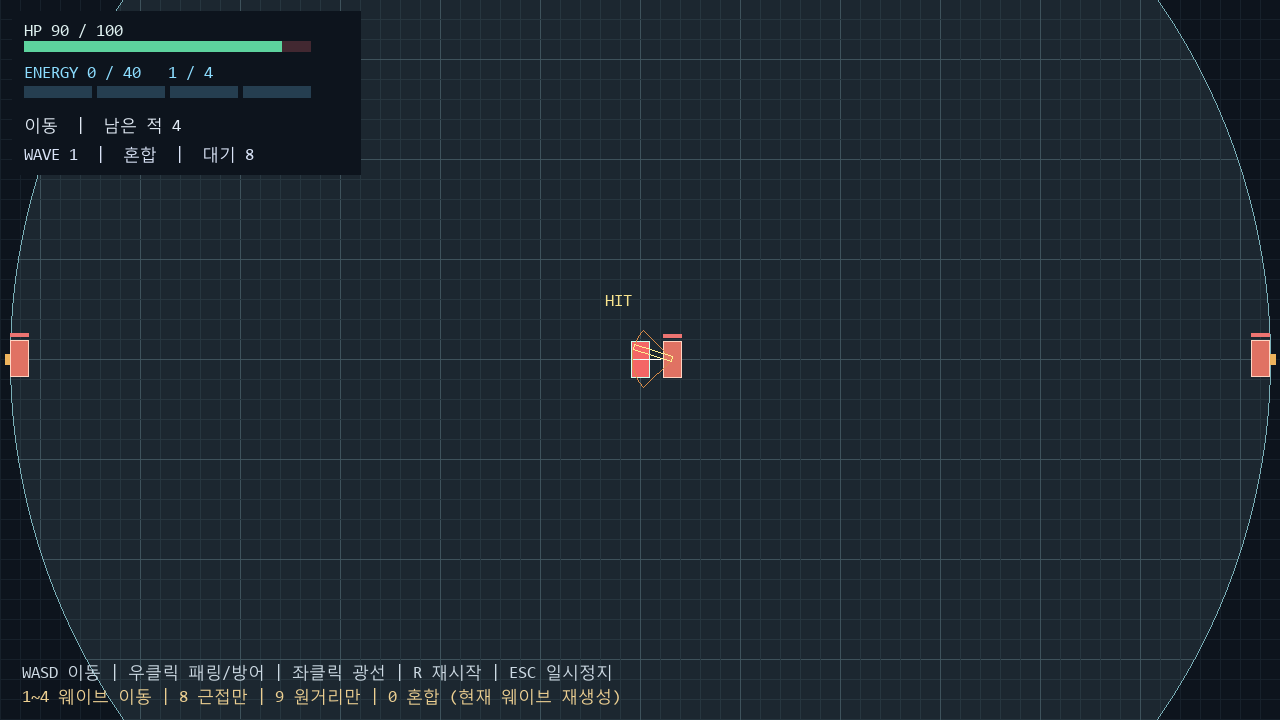 HP 90 / 100
ENERGY 0 / 40 1 / 4
이동 | 남은 적 4
WAVE 1 | 혼합 | 대기 8
HIT
WASD 이동 | 우클릭 패링/방어 | 좌클릭 광선 | R 재시작 | ESC 일시정지
1~4 웨이브 이동 | 8 근접만 | 9 원거리만 | 0 혼합 (현재 웨이브 재생성)